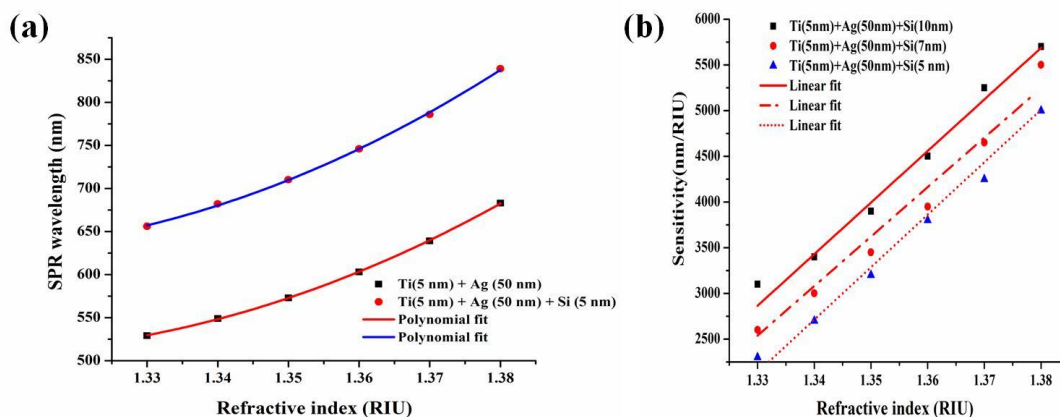 (a)
850
800
750
700
650
600
550
500
SPR wavelength (nm)
Ti(5 nm) + Ag (50 nm)
Ti(5 nm) + Ag (50 nm) + Si (5 nm)
Polynomial fit
Polynomial fit
1.33 1.34 1.35 1.36 1.37 1.38
Refractive index (RIU)
(b)
6000
5500
5000
4500
4000
3500
3000
2500
Sensitivity(nm/RIU)
Ti(5nm)+Ag(50nm)+Si(10nm)
Ti(5nm)+Ag(50nm)+Si(7nm)
Ti(5nm)+Ag(50nm)+Si(5 nm)
Linear fit
Linear fit
Linear fit
1.33 1.34 1.35 1.36 1.37 1.38
Refractive index (RIU)